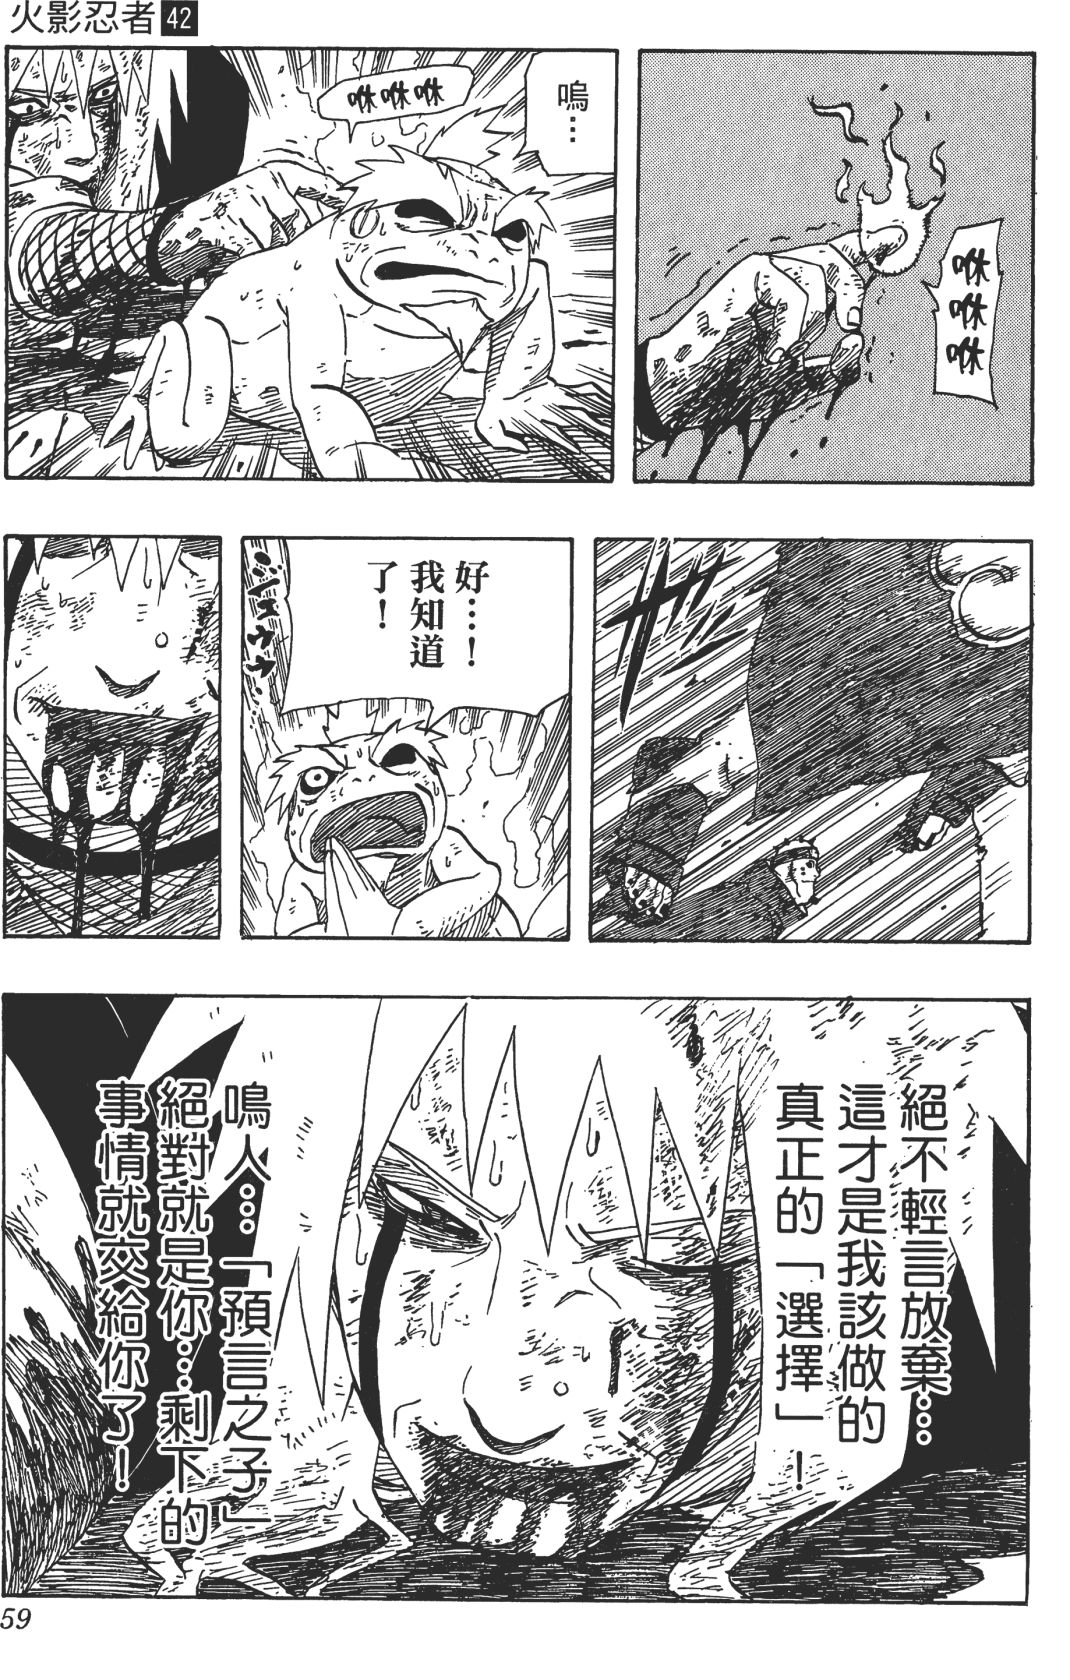 火影忍者42
咻咻咻
嗚…
咻咻咻
好…！
我知道
了！
絕不輕言放棄……
這才是我該做的
真正的「選擇」！
鳴人……「預言之子」
絕對就是你…剩下的
事情就交給你了！
59